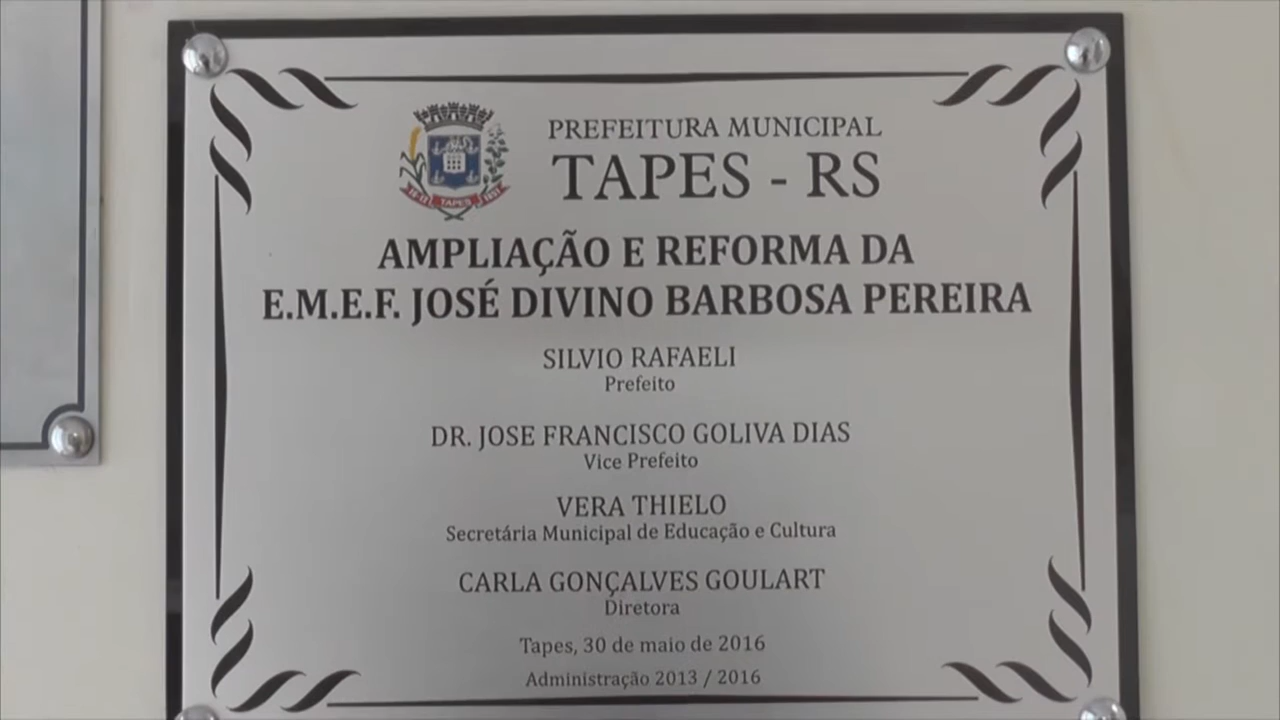 PREFEITURA MUNICIPAL
TAPES - RS
TAPES
AMPLIAÇÃO E REFORMA DA
E.M.E.F. JOSÉ DIVINO BARBOSA PEREIRA
SILVIO RAFAELI
Prefeito
DR. JOSE FRANCISCO GOLIVA DIAS
Vice Prefeito
VERA THIELO
Secretária Municipal de Educação e Cultura
CARLA GONÇALVES GOULART
Diretora
Tapes, 30 de maio de 2016
Administração 2013 / 2016